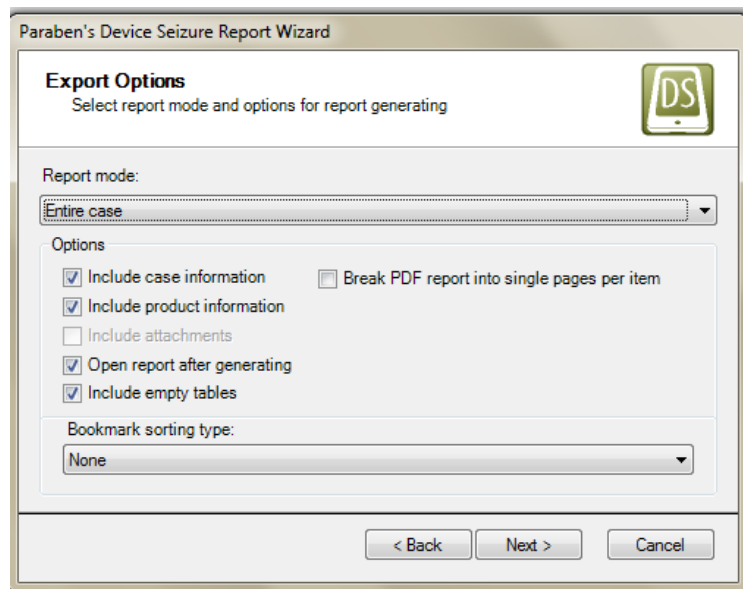 Paraben's Device Seizure Report Wizard
Export Options
Select report mode and options for report generating
DS
Report mode:
Entire case
Options
Include case information
Break PDF report into single pages per item
Include product information
Include attachments
Open report after generating
Include empty tables
Bookmark sorting type:
None
< Back
Next >
Cancel